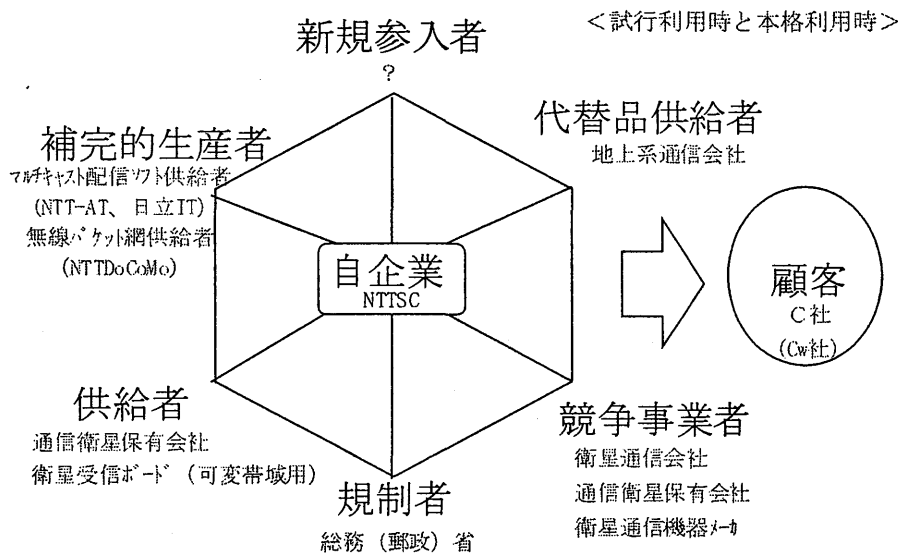 ＜試行利用時と本格利用時＞
新規参入者
？
代替品供給者
地上系通信会社
補完的生産者
マルチキャスト配信ソフト供給者
(NTT-AT、日立IT)
無線パケット網供給者
(NTTDoCoMo)
自企業
NTTSC
顧客
C社
(Cw社)
供給者
通信衛星保有会社
衛星受信ボード（可変帯域用）
競争事業者
衛星通信会社
通信衛星保有会社
衛星通信機器メーカ
規制者
総務（郵政）省